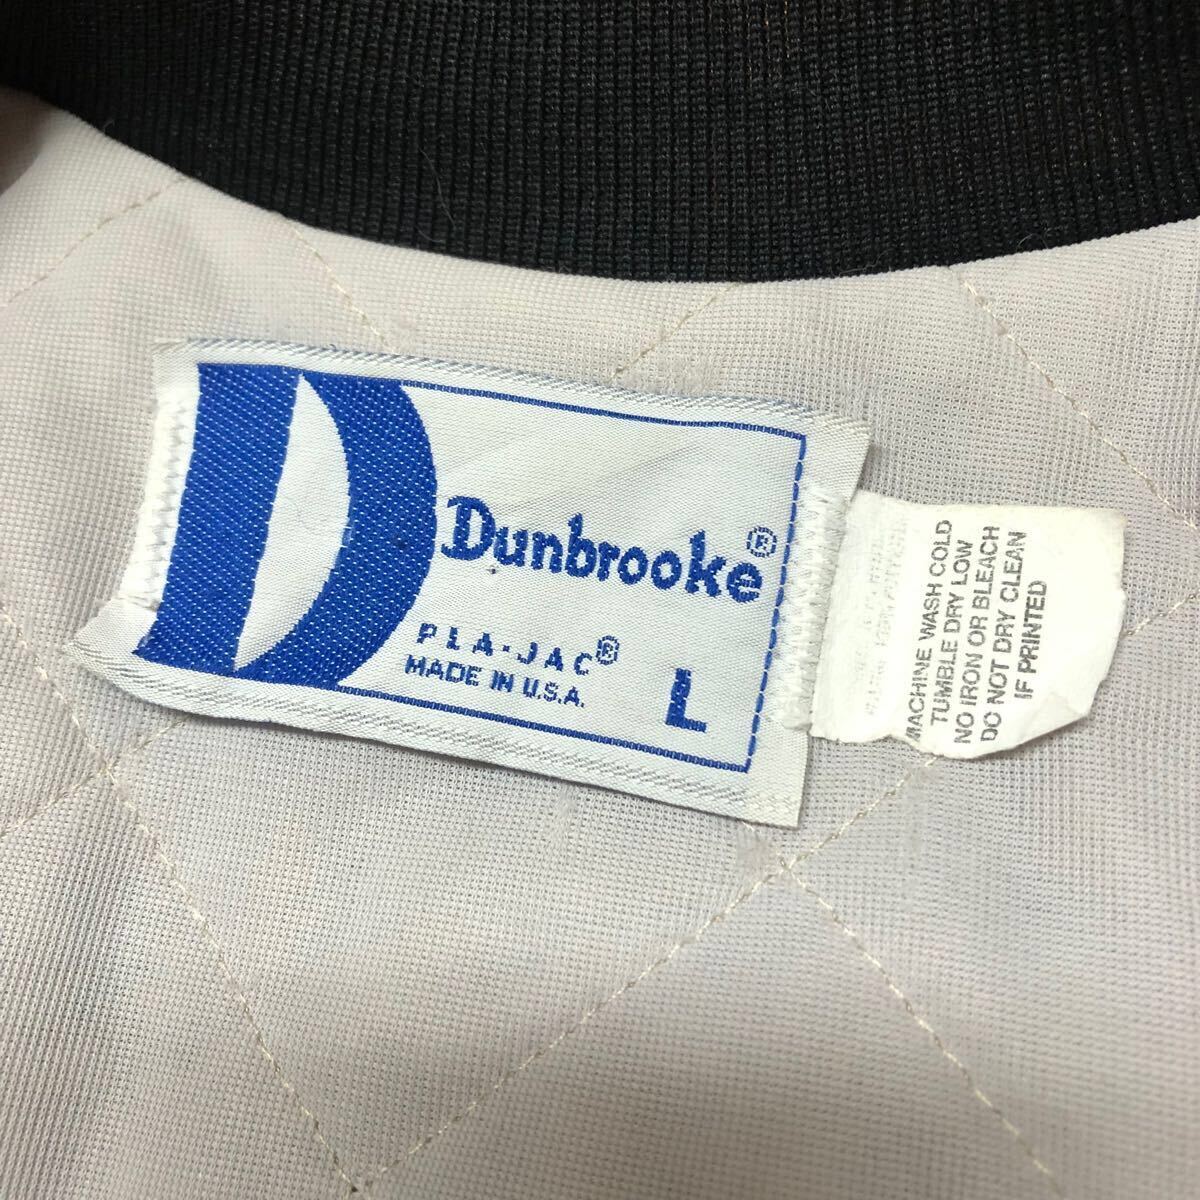 Dunbrooke®
PLA-JAC®
MADE IN U.S.A.
L
MACHINE WASH COLD
TUMBLE DRY LOW
NO IRON OR BLEACH
DO NOT DRY CLEAN
IF PRINTED